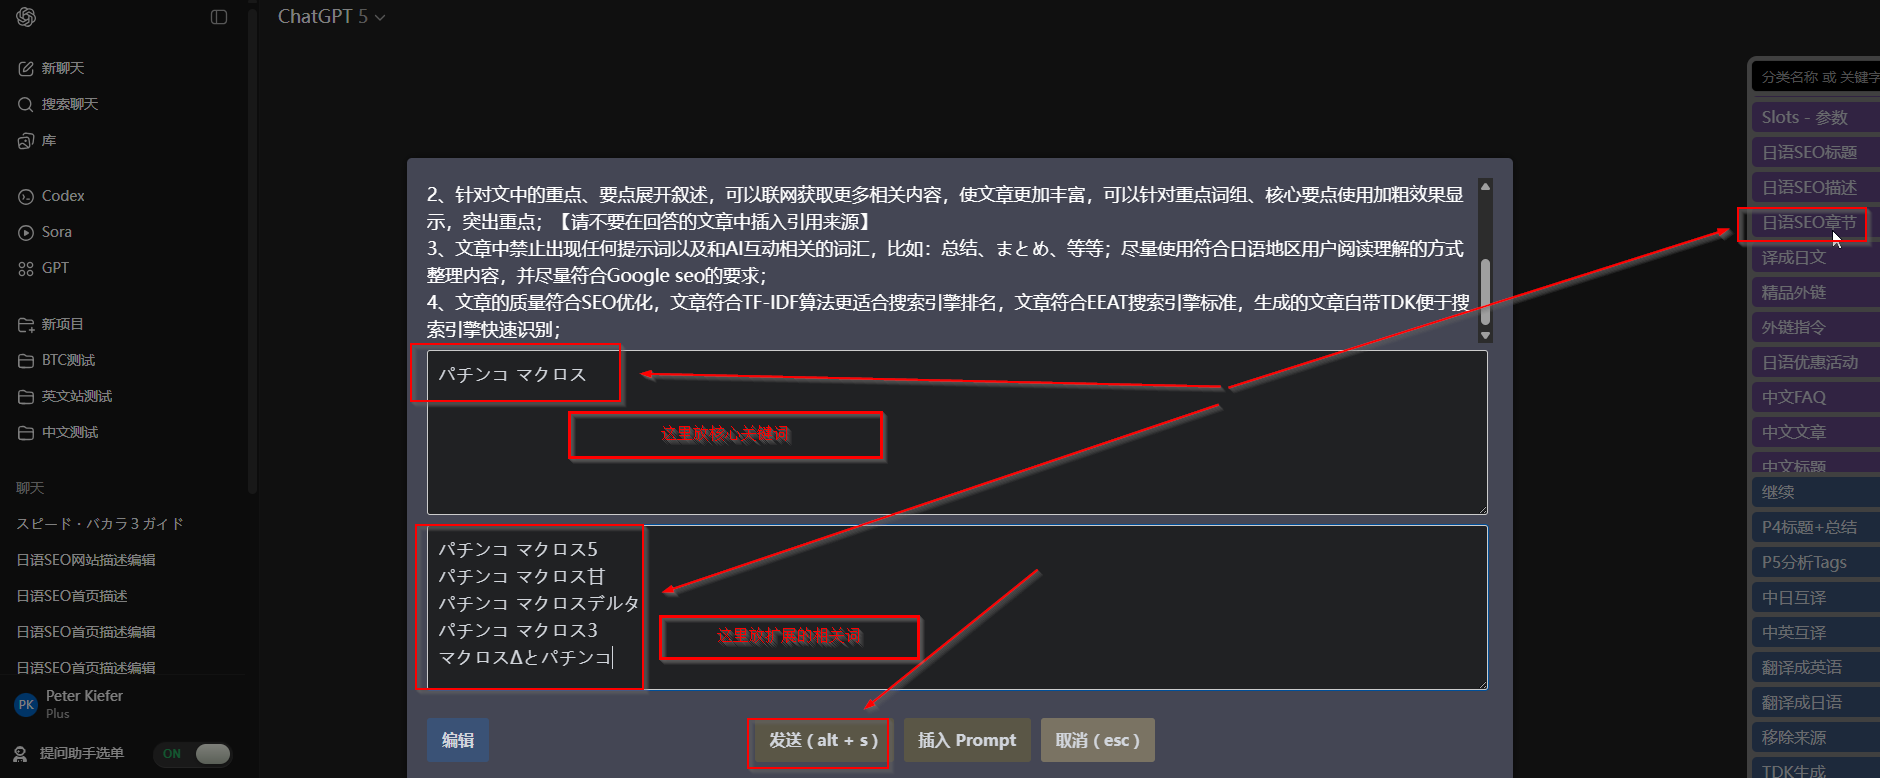 ChatGPT 5
新聊天
搜索聊天
库
Codex
Sora
GPT
新项目
BTC测试
英文站测试
中文测试
聊天
スピード・バカラ３ガイド
日语SEO网站描述编辑
日语SEO首页描述
日语SEO首页描述编辑
日语SEO首页描述编辑
PK
Peter Kiefer
Plus
提问助手选单
ON
2、针对文中的重点、要点展开叙述，可以联网获取更多相关内容，使文章更加丰富，可以针对重点词组、核心要点使用加粗效果显
示，突出重点；【请不要在回答的文章中插入引用来源】
3、文章中禁止出现任何提示词以及和AI互动相关的词汇，比如：总结、まとめ、等等；尽量使用符合日语地区用户阅读理解的方式
整理内容，并尽量符合Google seo的要求；
4、文章的质量符合SEO优化，文章符合TF-IDF算法更适合搜索引擎排名，文章符合EEAT搜索引擎标准，生成的文章自带TDK便于搜
索引擎快速识别；
パチンコ マクロス
这里放核心关键词
パチンコ マクロス5
パチンコ マクロス甘
パチンコ マクロスデルタ
パチンコ マクロス3
マクロスΔとパチンコ
这里放扩展的相关词
编辑
发送 ( alt + s )
插入 Prompt
取消 ( esc )
分类名称 或 关键字
Slots - 参数
日语SEO标题
日语SEO描述
日语SEO章节
译成日文
精品外链
外链指令
日语优惠活动
中文FAQ
中文文章
中文标题
继续
P4标题+总结
P5分析Tags
中日互译
中英互译
翻译成英语
翻译成日语
移除来源
TDK生成